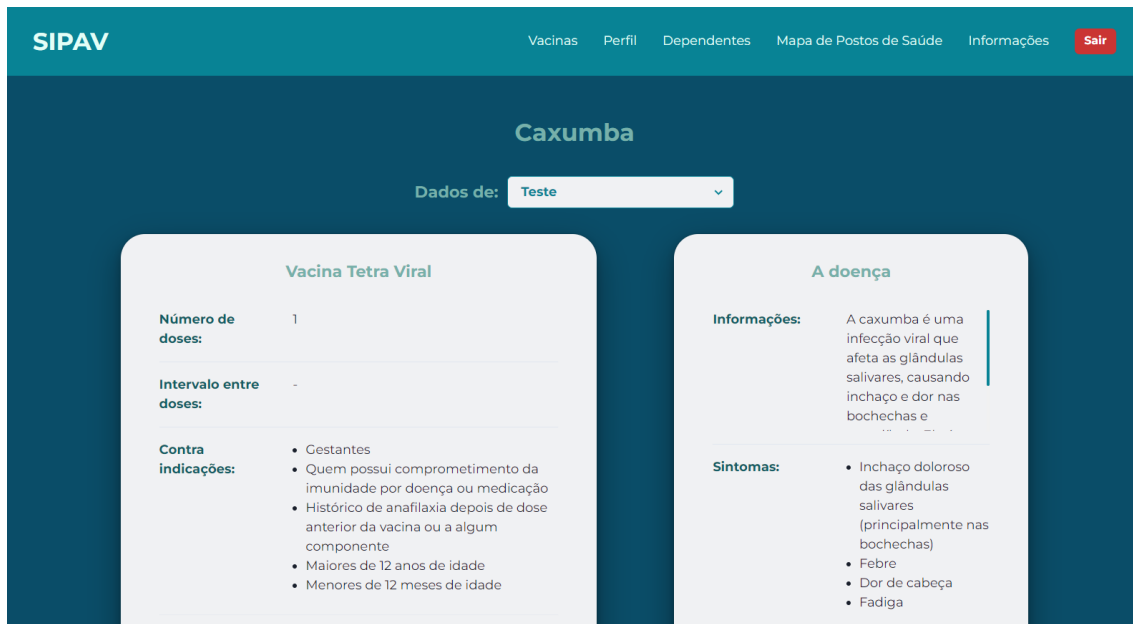 SIPAV
Vacinas Perfil Dependentes Mapa de Postos de Saúde Informações Sair
Caxumba
Dados de: Teste
Vacina Tetra Viral
Número de
doses:
1
Intervalo entre
doses:
-
Contra
indicações:
• Gestantes
• Quem possui comprometimento da
imunidade por doença ou medicação
• Histórico de anafilaxia depois de dose
anterior da vacina ou a algum
componente
• Maiores de 12 anos de idade
• Menores de 12 meses de idade
A doença
Informações:
A caxumba é uma
infecção viral que
afeta as glândulas
salivares, causando
inchaço e dor nas
bochechas e
Sintomas:
• Inchaço doloroso
das glândulas
salivares
(principalmente nas
bochechas)
• Febre
• Dor de cabeça
• Fadiga